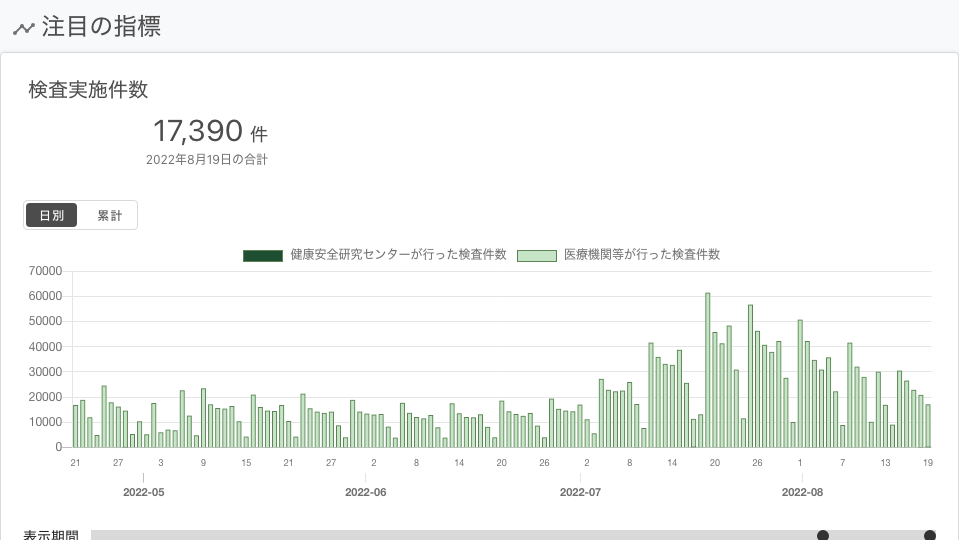 注目の指標
検査実施件数
17,390 件
2022年8月19日の合計
日別 累計
健康安全研究センターが行った検査件数 医療機関等が行った検査件数
70000
60000
50000
40000
30000
20000
10000
0
21 27 3 9 15 21 27 2 8 14 20 26 2 8 14 20 26 1 7 13 19
2022-05 2022-06 2022-07 2022-08
表示期間